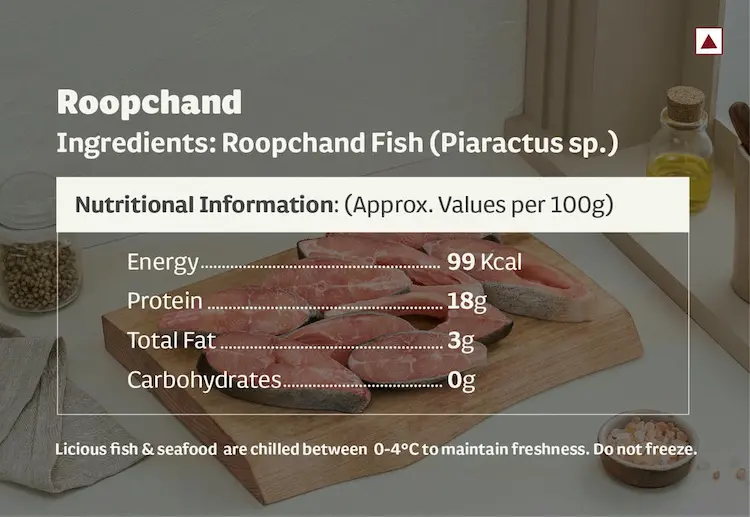 Roopchand
Ingredients: Roopchand Fish (Piaractus sp.)
Nutritional Information: (Approx. Values per 100g)
Energy.......................................................... 99 Kcal
Protein ......................................................... 18g
Total Fat ...................................................... 3g
Carbohydrates............................................ 0g
Licious fish & seafood are chilled between 0-4°C to maintain freshness. Do not freeze.